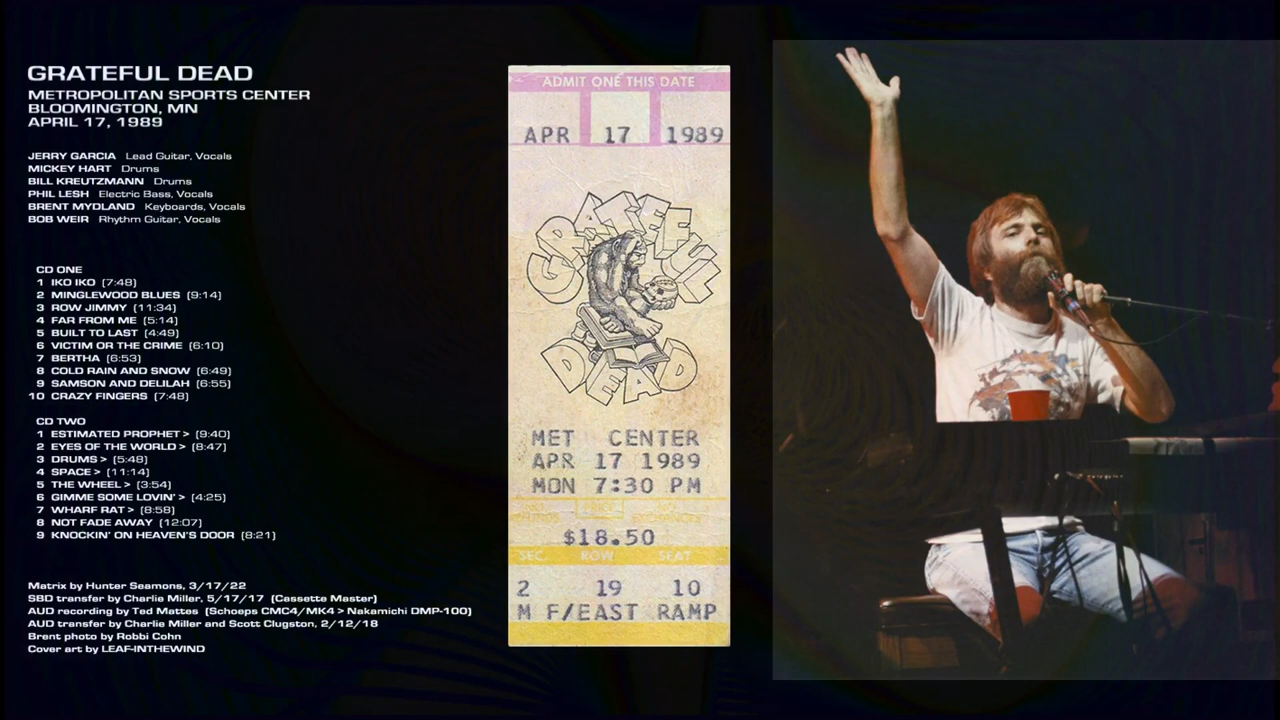 GRATEFUL DEAD
METROPOLITAN SPORTS CENTER
BLOOMINGTON, MN
APRIL 17, 1989
JERRY GARCIA Lead Guitar, Vocals
MICKEY HART Drums
BILL KREUTZMANN Drums
PHIL LESH Electric Bass, Vocals
BRENT MYDLAND Keyboards, Vocals
BOB WEIR Rhythm Guitar, Vocals
CD ONE
1 IKO IKO (7:48)
2 MINGLEWOOD BLUES (9:14)
3 ROW JIMMY (11:34)
4 FAR FROM ME (5:14)
5 BUILT TO LAST (4:49)
6 VICTIM OR THE CRIME (6:10)
7 BERTHA (6:53)
8 COLD RAIN AND SNOW (6:49)
9 SAMSON AND DELILAH (6:55)
10 CRAZY FINGERS (7:48)
CD TWO
1 ESTIMATED PROPHET > (9:40)
2 EYES OF THE WORLD > (8:47)
3 DRUMS > (5:48)
4 SPACE > (11:14)
5 THE WHEEL > (3:54)
6 GIMME SOME LOVIN' > (4:25)
7 WHARF RAT > (8:58)
8 NOT FADE AWAY (12:07)
9 KNOCKIN' ON HEAVEN'S DOOR (8:21)
Matrix by Hunter Seamons, 3/17/22
SBD transfer by Charlie Miller, 5/17/17 (Cassette Master)
AUD recording by Ted Mattes (Schoeps CMC4/MK4 > Nakamichi DMP-100)
AUD transfer by Charlie Miller and Scott Clugston, 2/12/18
Brent photo by Robbi Cohn
Cover art by LEAF-INTHEWIND
ADMIT ONE THIS DATE
APR 17 1989
GRATEFUL
DEAD
MET CENTER
APR 17 1989
MON 7:30 PM
$18.50
SEC. ROW SEAT
2 19 10
M F/EAST RAMP